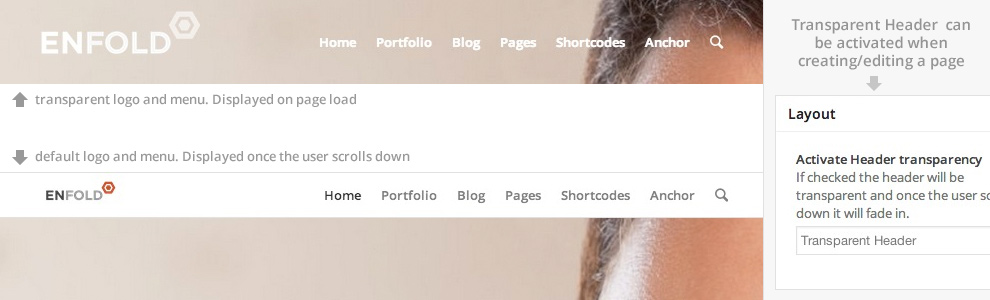 ENFOLD
Home Portfolio Blog Pages Shortcodes Anchor
transparent logo and menu. Displayed on page load
default logo and menu. Displayed once the user scrolls down
ENFOLD
Home Portfolio Blog Pages Shortcodes Anchor
Transparent Header can
be activated when
creating/editing a page
Layout
Activate Header transparency
If checked the header will be
transparent and once the user sc
down it will fade in.
Transparent Header